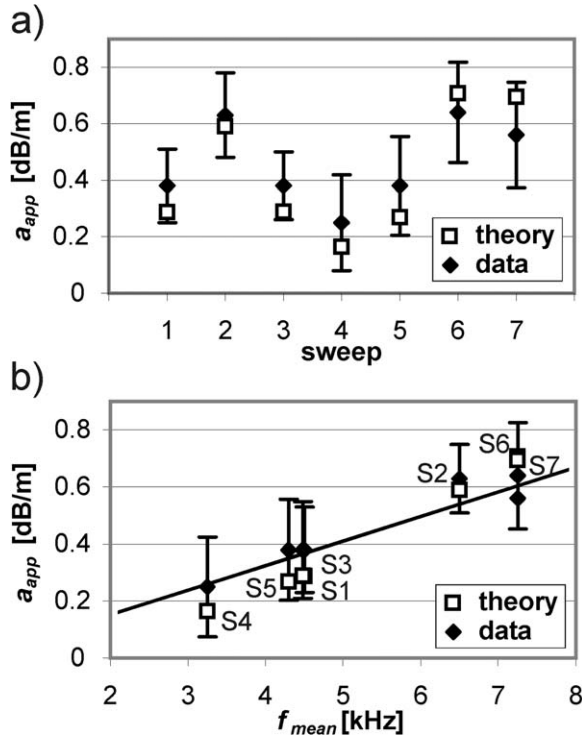 a)
a_app [dB/m]
0.8
0.6
0.4
0.2
0
theory
data
1 2 3 4 5 6 7
sweep
b)
a_app [dB/m]
0.8
0.6
0.4
0.2
0
S6
S7
S2
S3
S5 S1
S4
theory
data
2 3 4 5 6 7 8
f_mean [kHz]